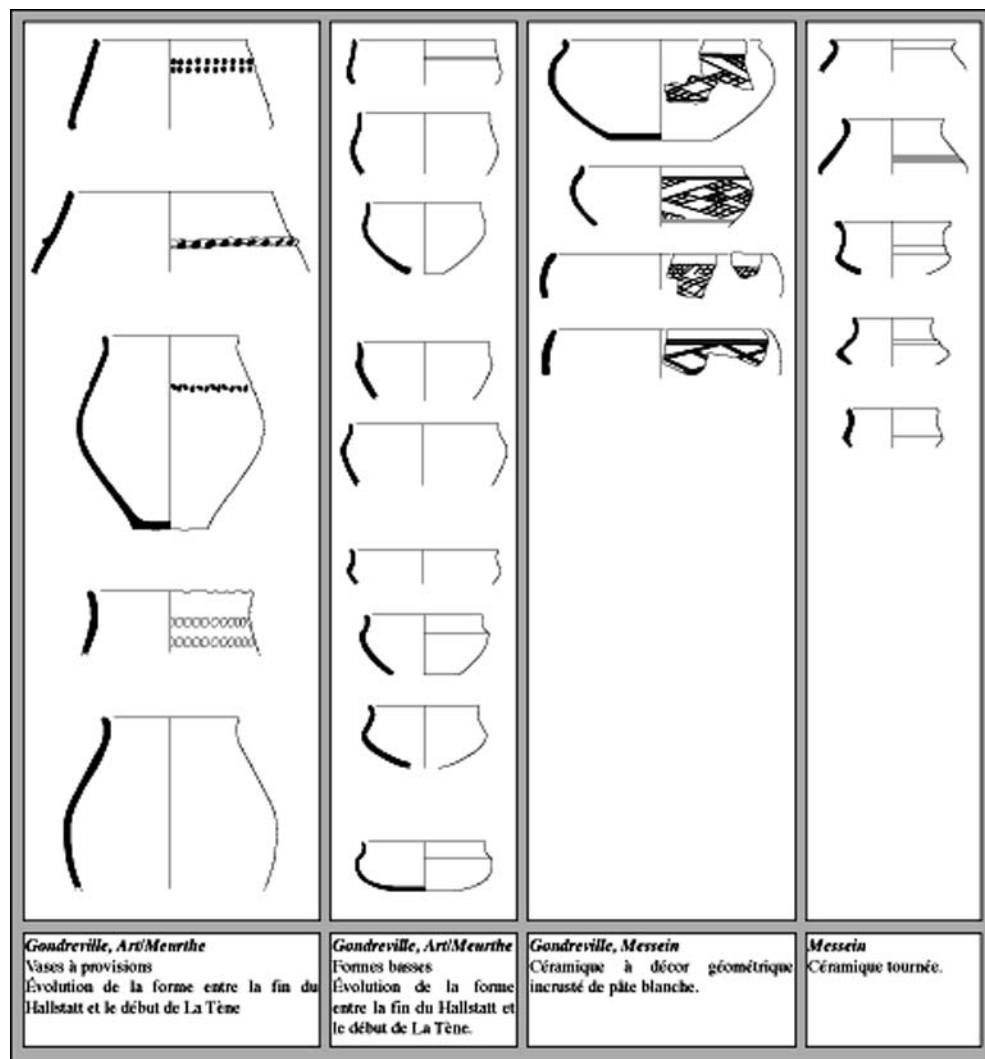 Gondreville, Art/Meurthe
Vases à provisions
Évolution de la forme entre la fin du
Hallstatt et le début de La Tène
Gondreville, Art/Meurthe
Formes basses
Évolution de la forme
entre la fin du Hallstatt et
le début de La Tène.
Gondreville, Messein
Céramique à décor géométrique
incrusté de pâte blanche.
Messein
Céramique tournée.